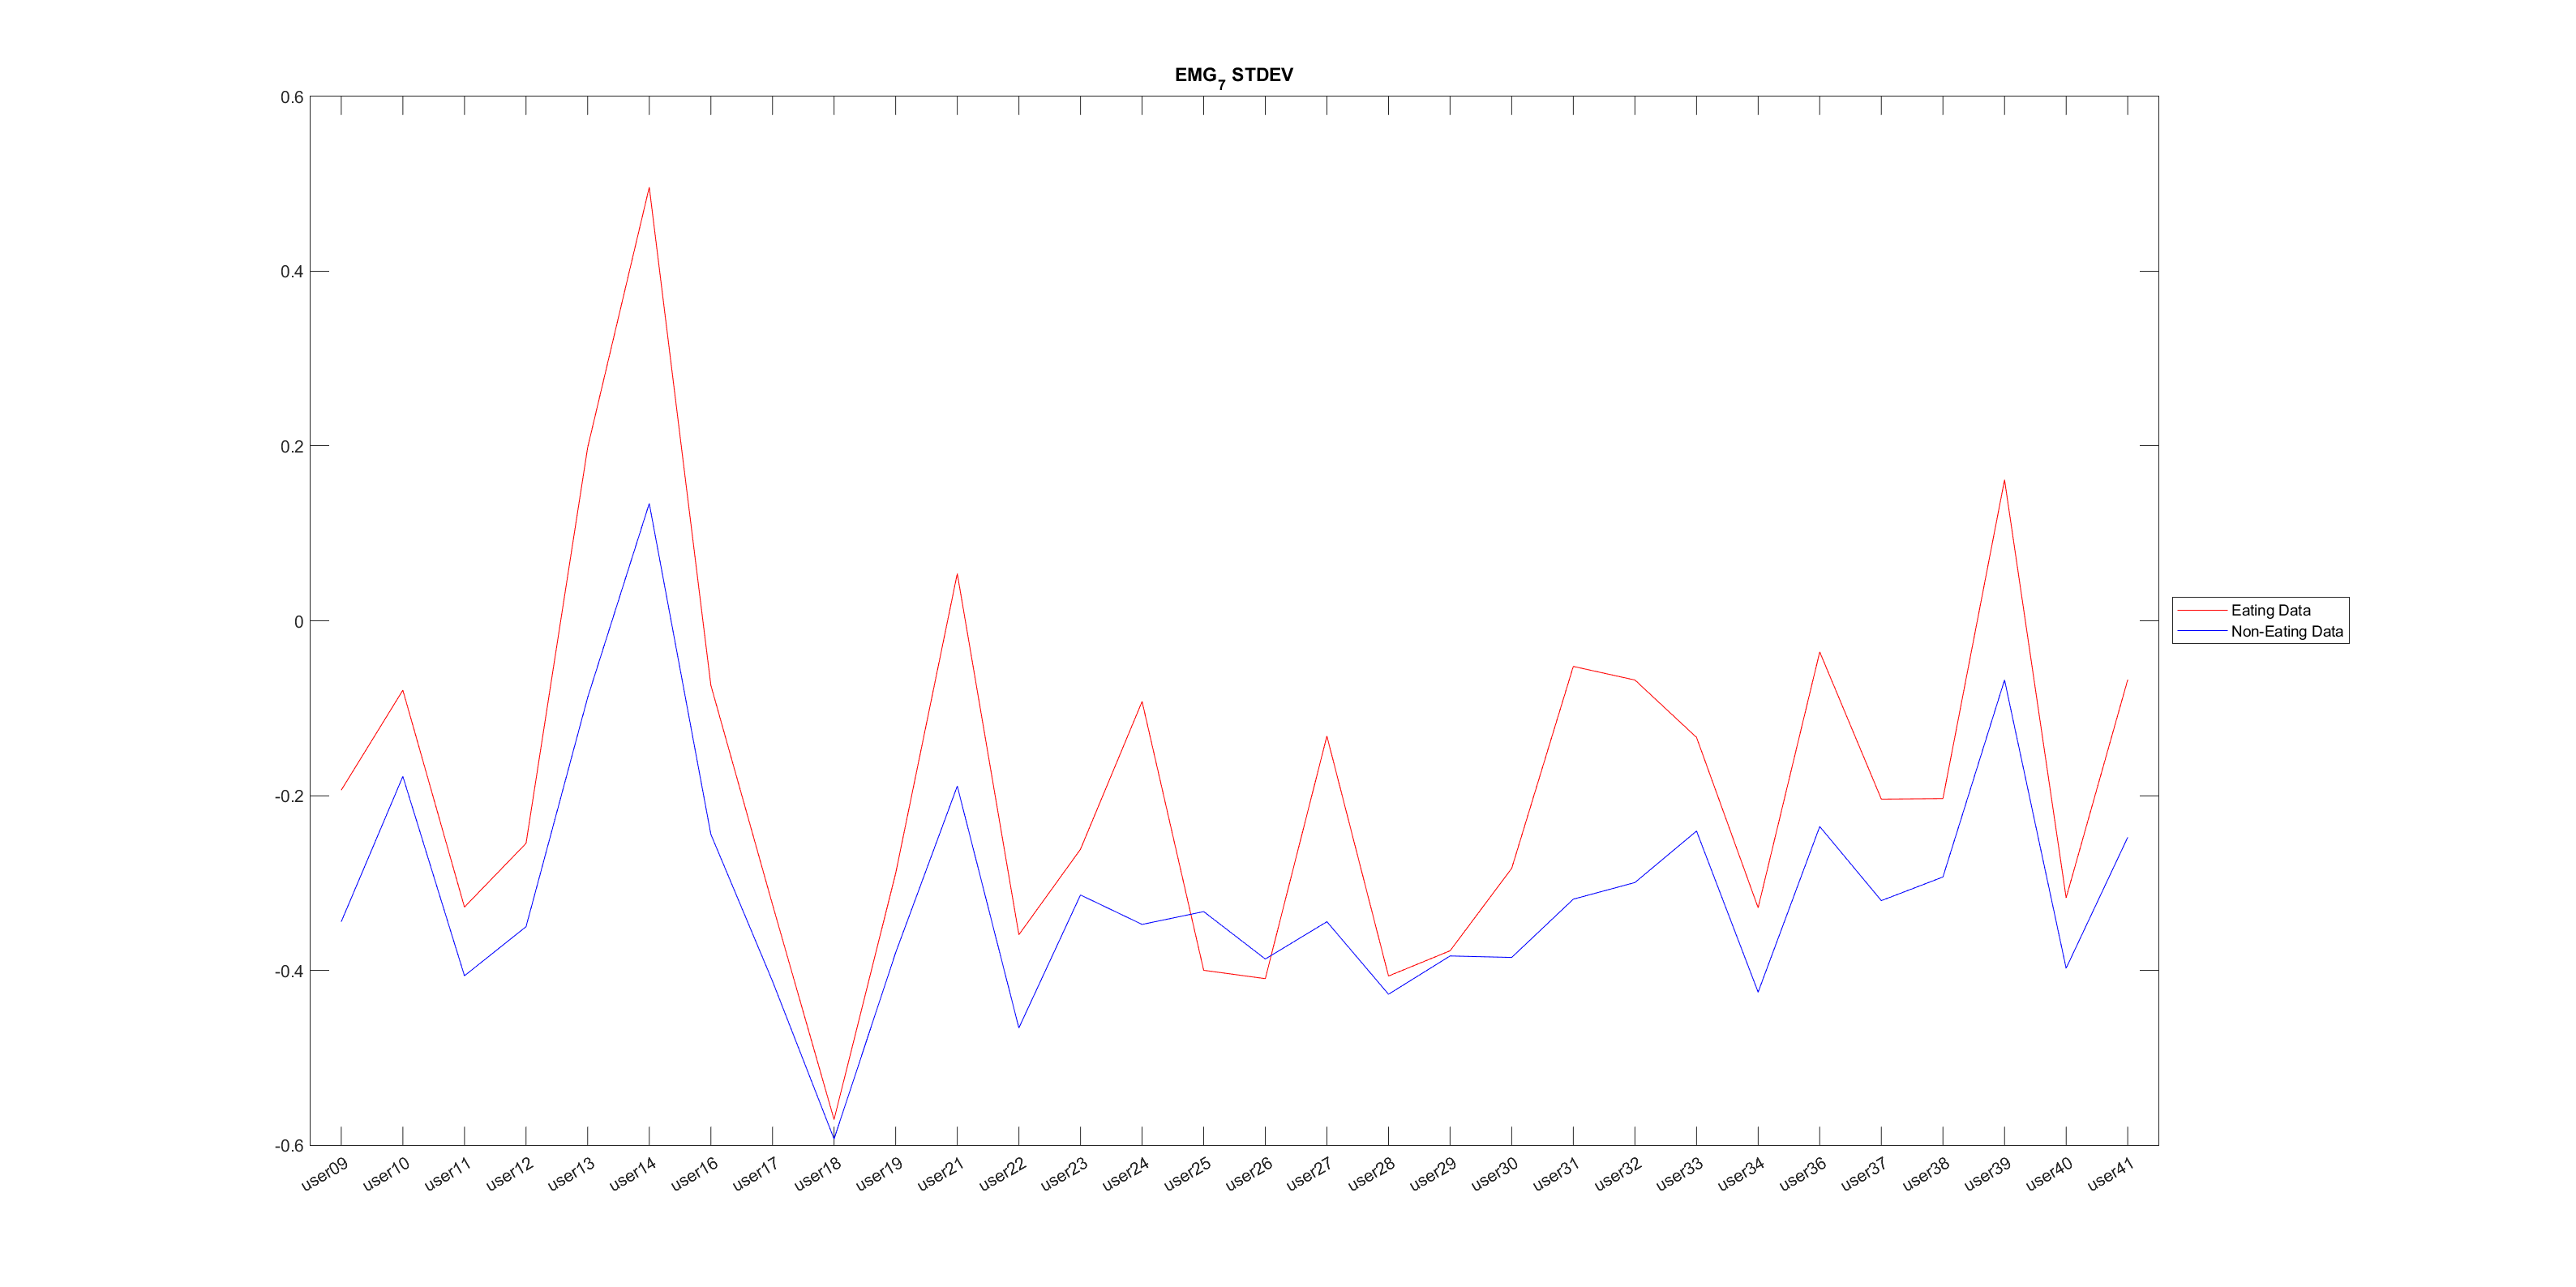 EMG7 STDEV
0.6
0.4
0.2
0
-0.2
-0.4
-0.6
user09 user10 user11 user12 user13 user14 user16 user17 user18 user19 user21 user22 user23 user24 user25 user26 user27 user28 user29 user30 user31 user32 user33 user34 user36 user37 user38 user39 user40 user41
Eating Data
Non-Eating Data